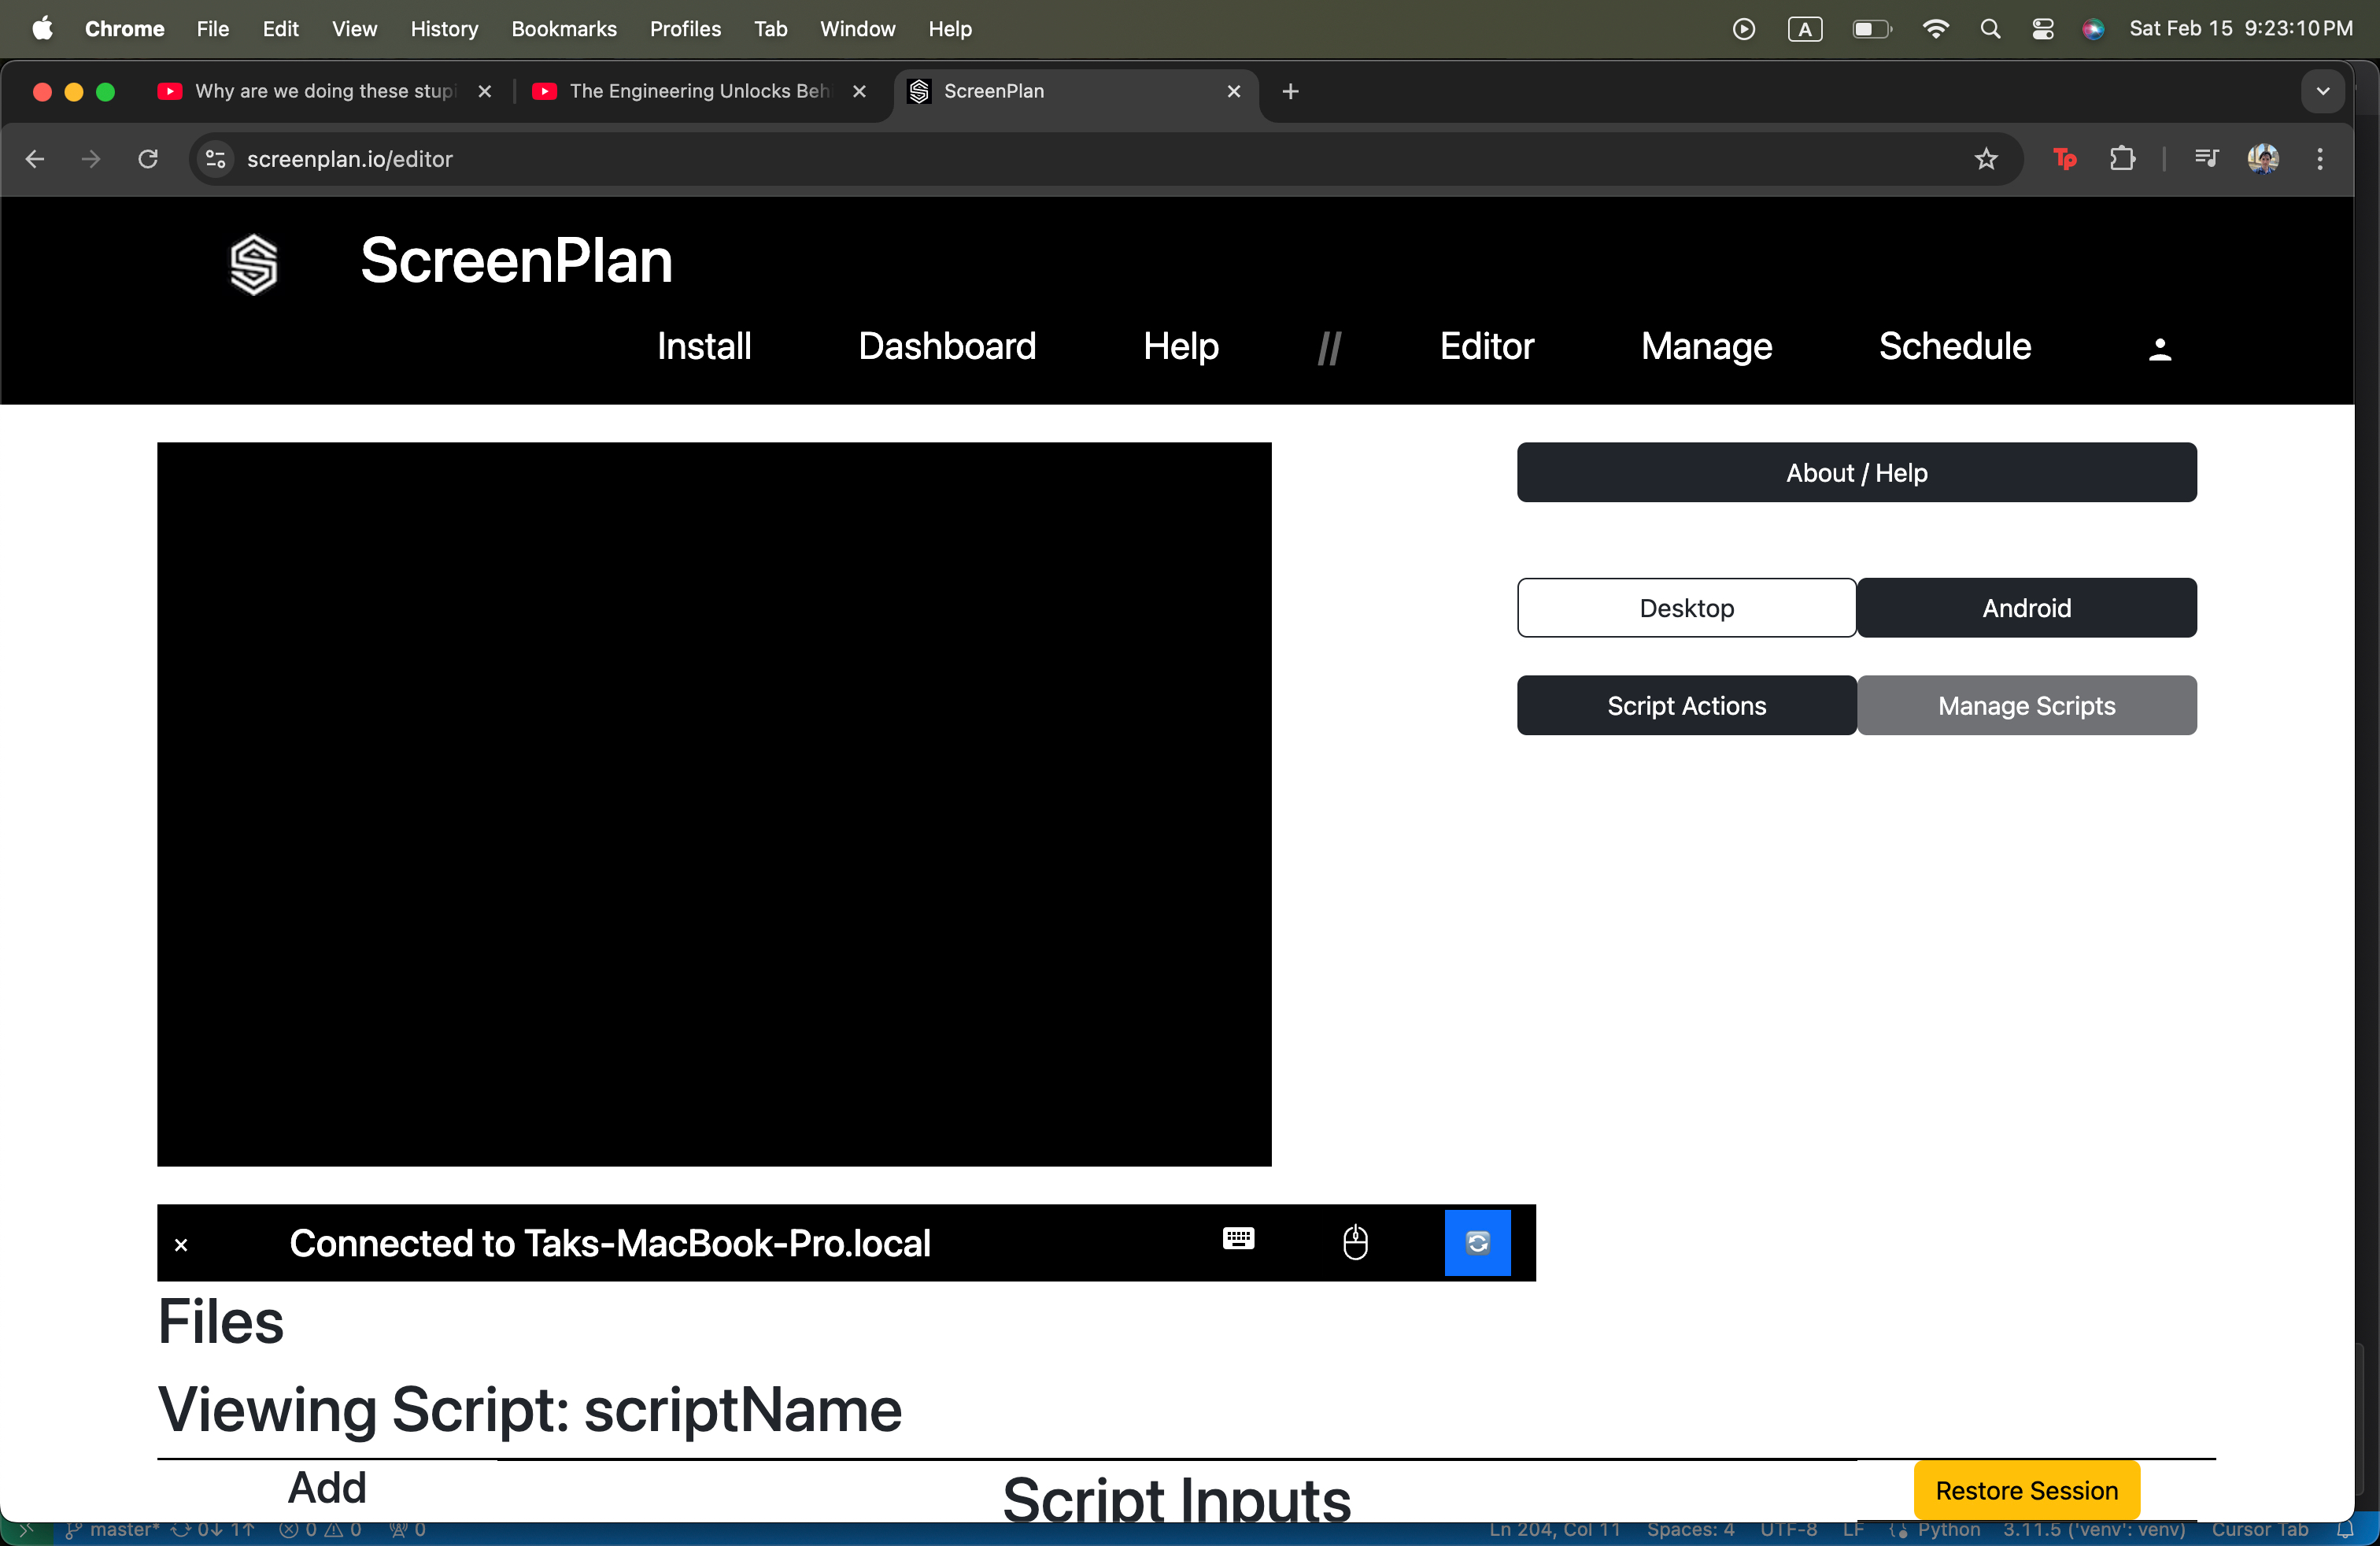 Chrome File Edit View History Bookmarks Profiles Tab Window Help A Sat Feb 15 9:23:10 PM
Why are we doing these stupi The Engineering Unlocks Beh ScreenPlan
screenplan.io/editor Tp
ScreenPlan
Install Dashboard Help // Editor Manage Schedule
About / Help
Desktop Android
Script Actions Manage Scripts
× Connected to Taks-MacBook-Pro.local
Files
Viewing Script: scriptName
Add Script Inputs Restore Session
master* 0↓ 1↑ 0 0 0 Ln 204, Col 11 Spaces: 4 UTF-8 LF Python 3.11.5 ('venv': venv) Cursor Tab